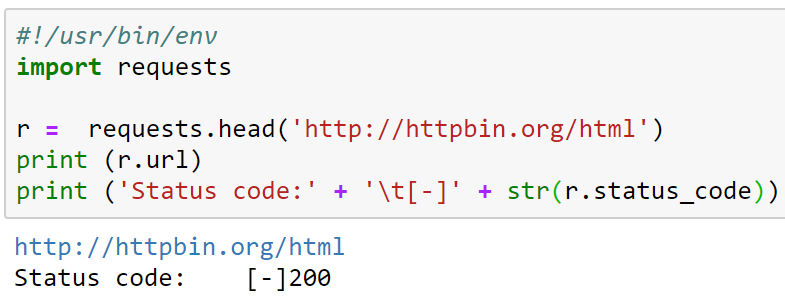 #!/usr/bin/env
import requests

r =  requests.head('http://httpbin.org/html')
print (r.url)
print ('Status code:' + '\t[-]' + str(r.status_code))
http://httpbin.org/html
Status code:    [-]200